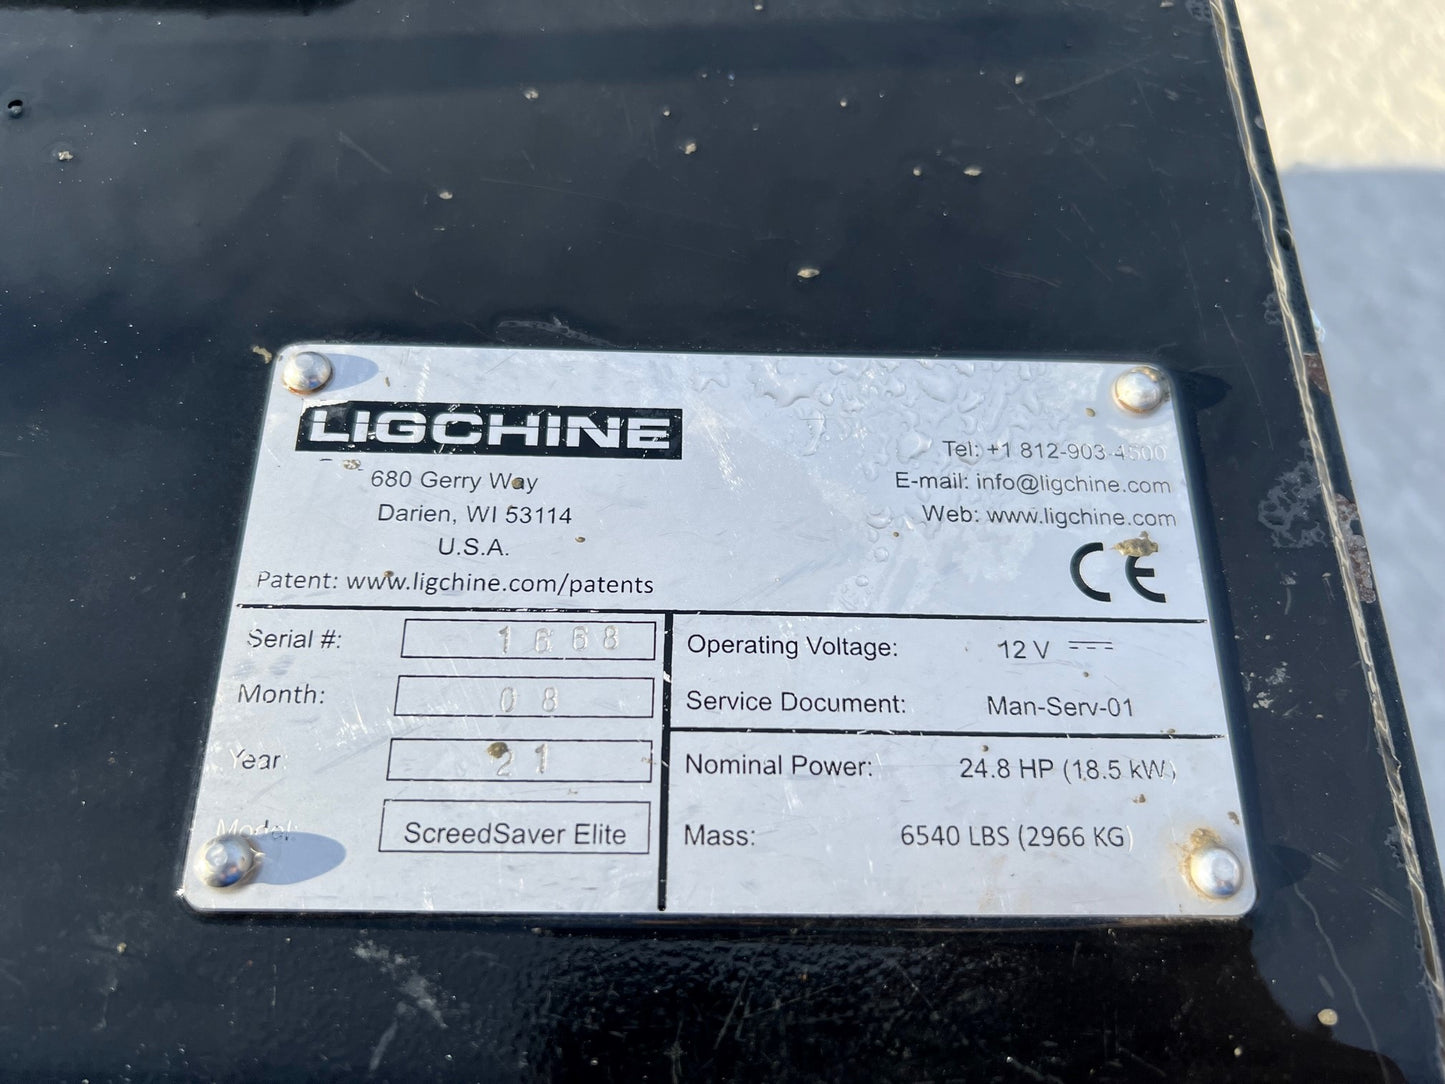 LIGCHINE
680 Gerry Way
Darien, WI 53114
U.S.A.
Patent: www.ligchine.com/patents
Tel: +1 812-903-4500
E-mail: info@ligchine.com
Web: www.ligchine.com
CE
Serial #: 1668
Month: 08
Year: 21
Model: ScreedSaver Elite
Operating Voltage: 12 V
Service Document: Man-Serv-01
Nominal Power: 24.8 HP (18.5 kW)
Mass: 6540 LBS (2966 KG)